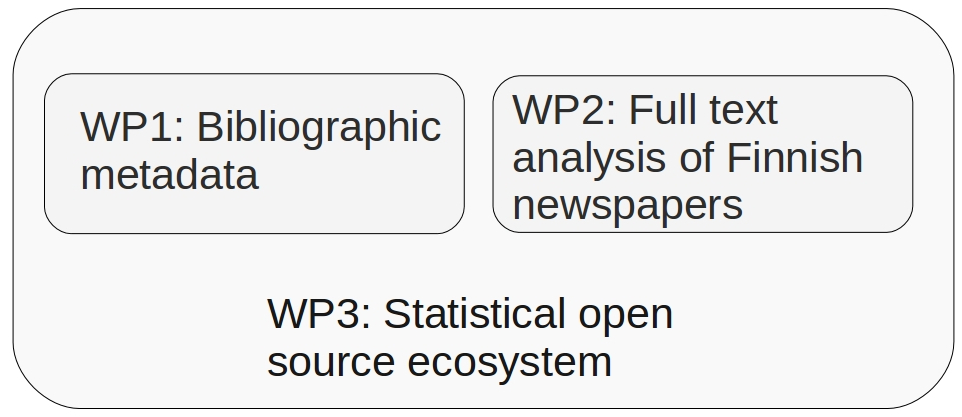 WP1: Bibliographic
metadata
WP2: Full text
analysis of Finnish
newspapers
WP3: Statistical open
source ecosystem